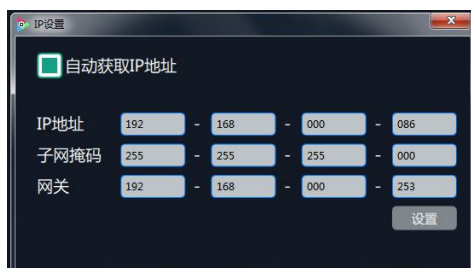 IP设置
自动获取IP地址
IP地址 192 - 168 - 000 - 086
子网掩码 255 - 255 - 255 - 000
网关 192 - 168 - 000 - 253
设置